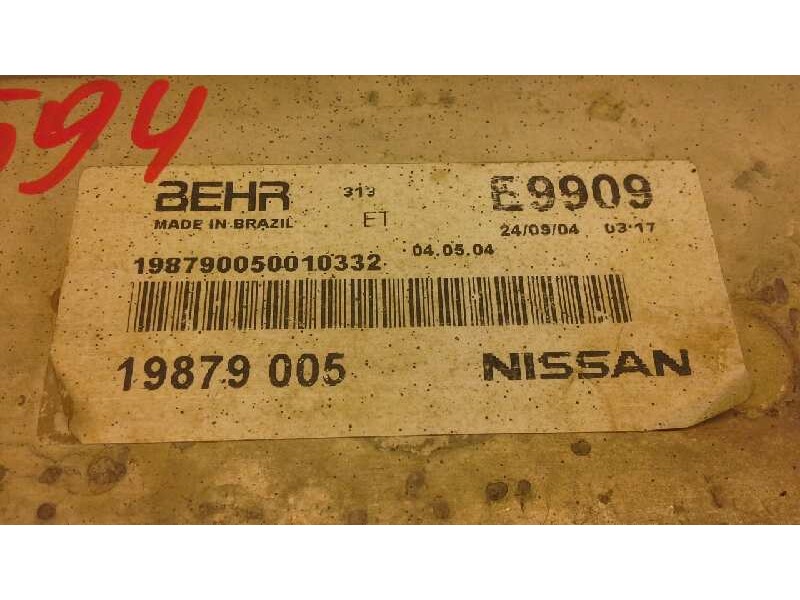 594
BEHR 313 E9909
MADE IN BRAZIL ET 24/09/04 03:17
198790050010332 04.05.04
19879 005 NISSAN